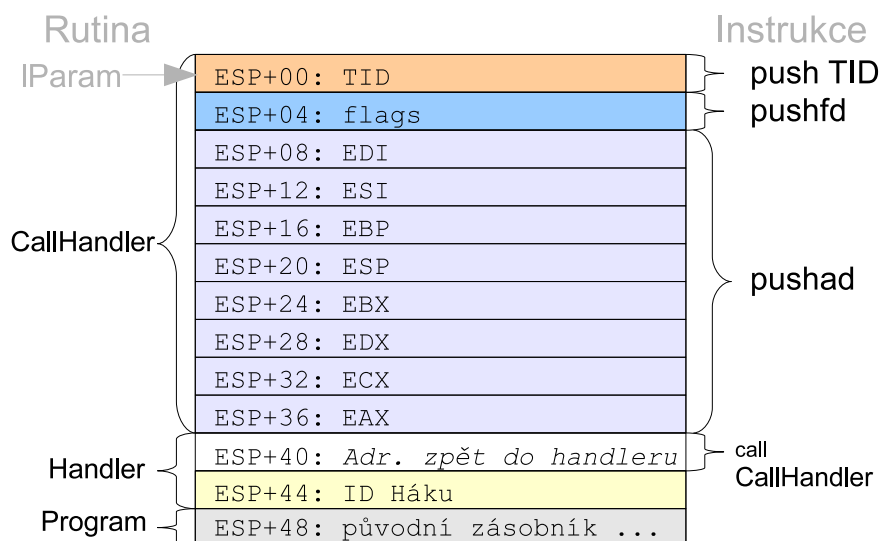 Rutina
Instrukce
lParam
ESP+00: TID
push TID
ESP+04: flags
pushfd
ESP+08: EDI
ESP+12: ESI
ESP+16: EBP
CallHandler
ESP+20: ESP
pushad
ESP+24: EBX
ESP+28: EDX
ESP+32: ECX
ESP+36: EAX
ESP+40: Adr. zpět do handleru
call
CallHandler
Handler
ESP+44: ID Háku
Program
ESP+48: původní zásobník ...